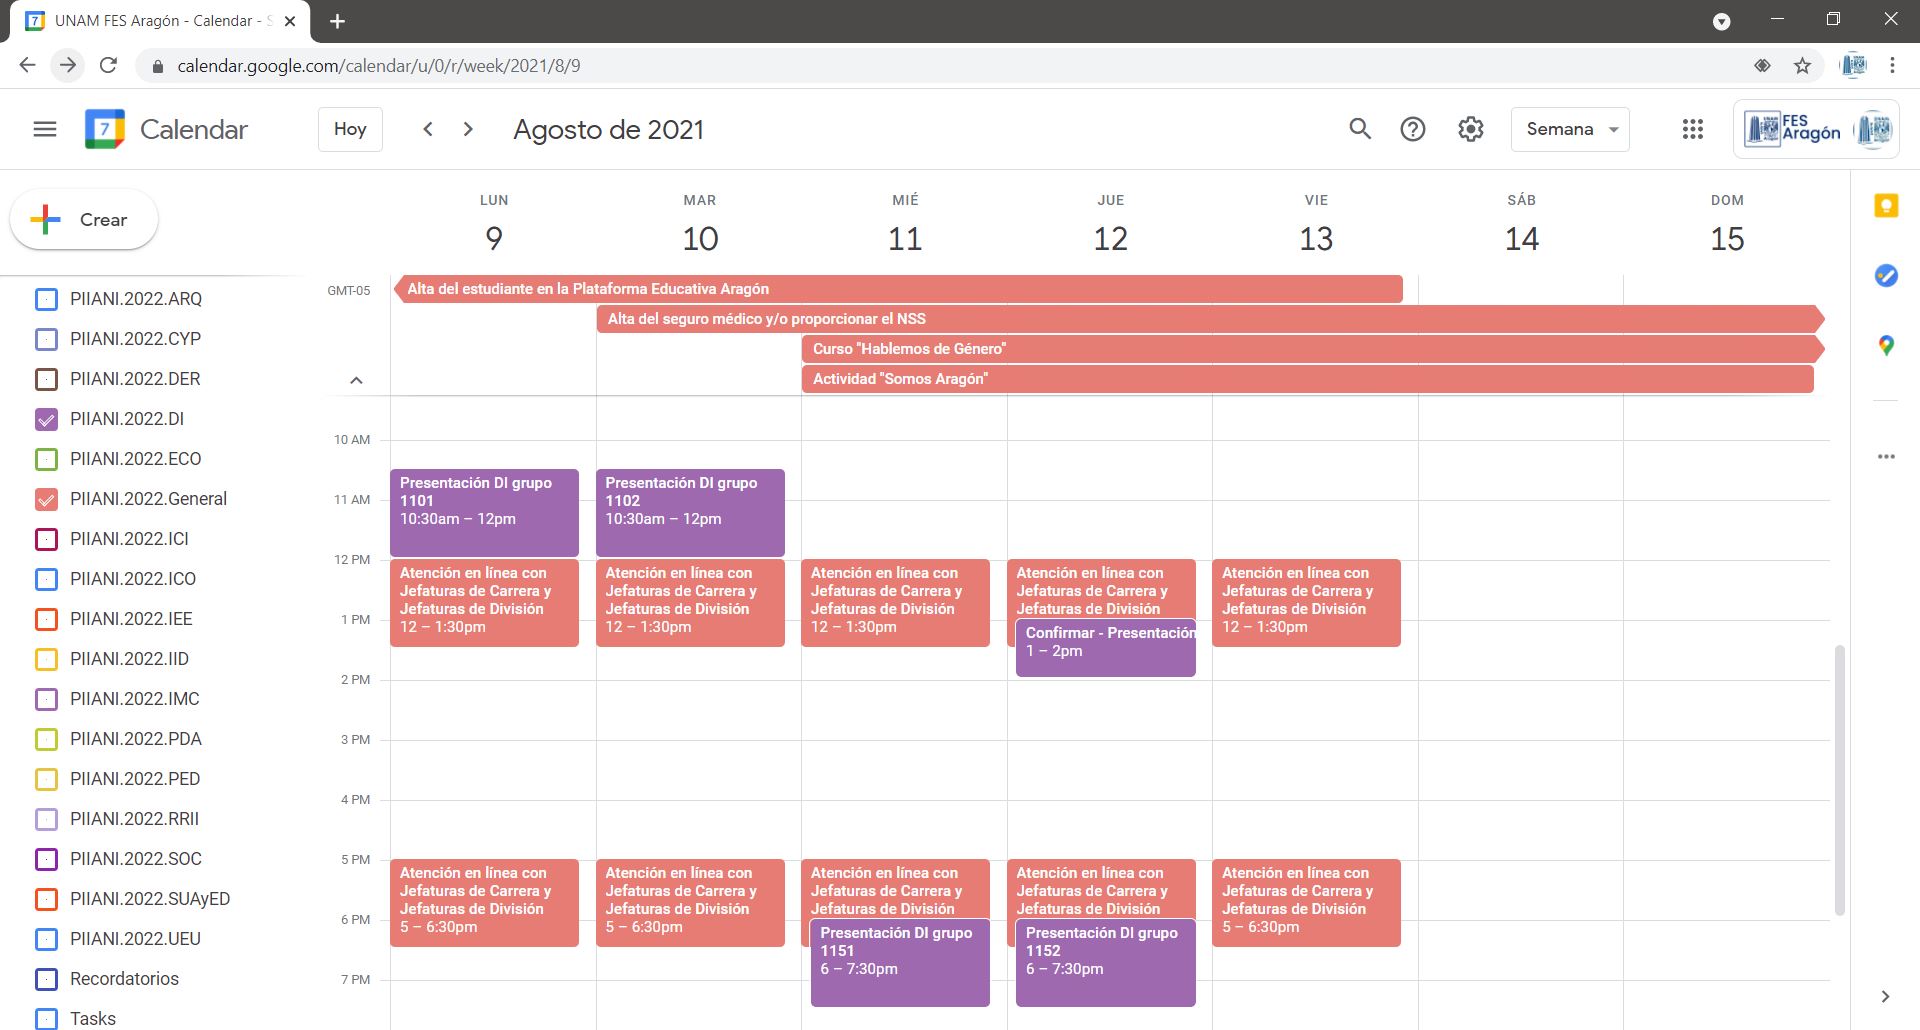 UNAM FES Aragón - Calendar -
calendar.google.com/calendar/u/0/r/week/2021/8/9
7
Calendar
Hoy
Agosto de 2021
Semana
FES
Aragón
Crear
LUN
MAR
MIÉ
JUE
VIE
SÁB
DOM
9
10
11
12
13
14
15
GMT-05
Alta del estudiante en la Plataforma Educativa Aragón
Alta del seguro médico y/o proporcionar el NSS
Curso "Hablemos de Género"
Actividad "Somos Aragón"
PIIANI.2022.ARQ
PIIANI.2022.CYP
PIIANI.2022.DER
PIIANI.2022.DI
PIIANI.2022.ECO
PIIANI.2022.General
PIIANI.2022.ICI
PIIANI.2022.ICO
PIIANI.2022.IEE
PIIANI.2022.IID
PIIANI.2022.IMC
PIIANI.2022.PDA
PIIANI.2022.PED
PIIANI.2022.RRII
PIIANI.2022.SOC
PIIANI.2022.SUAyED
PIIANI.2022.UEU
Recordatorios
Tasks
10 AM
11 AM
12 PM
1 PM
2 PM
3 PM
4 PM
5 PM
6 PM
7 PM
Presentación DI grupo
1101
10:30am – 12pm
Atención en línea con
Jefaturas de Carrera y
Jefaturas de División
12 – 1:30pm
Atención en línea con
Jefaturas de Carrera y
Jefaturas de División
5 – 6:30pm
Presentación DI grupo
1102
10:30am – 12pm
Atención en línea con
Jefaturas de Carrera y
Jefaturas de División
12 – 1:30pm
Atención en línea con
Jefaturas de Carrera y
Jefaturas de División
5 – 6:30pm
Atención en línea con
Jefaturas de Carrera y
Jefaturas de División
12 – 1:30pm
Atención en línea con
Jefaturas de Carrera y
Jefaturas de División
Presentación DI grupo
1151
6 – 7:30pm
Atención en línea con
Jefaturas de Carrera y
Jefaturas de División
Confirmar - Presentación
1 – 2pm
Atención en línea con
Jefaturas de Carrera y
Jefaturas de División
Presentación DI grupo
1152
6 – 7:30pm
Atención en línea con
Jefaturas de Carrera y
Jefaturas de División
12 – 1:30pm
Atención en línea con
Jefaturas de Carrera y
Jefaturas de División
5 – 6:30pm